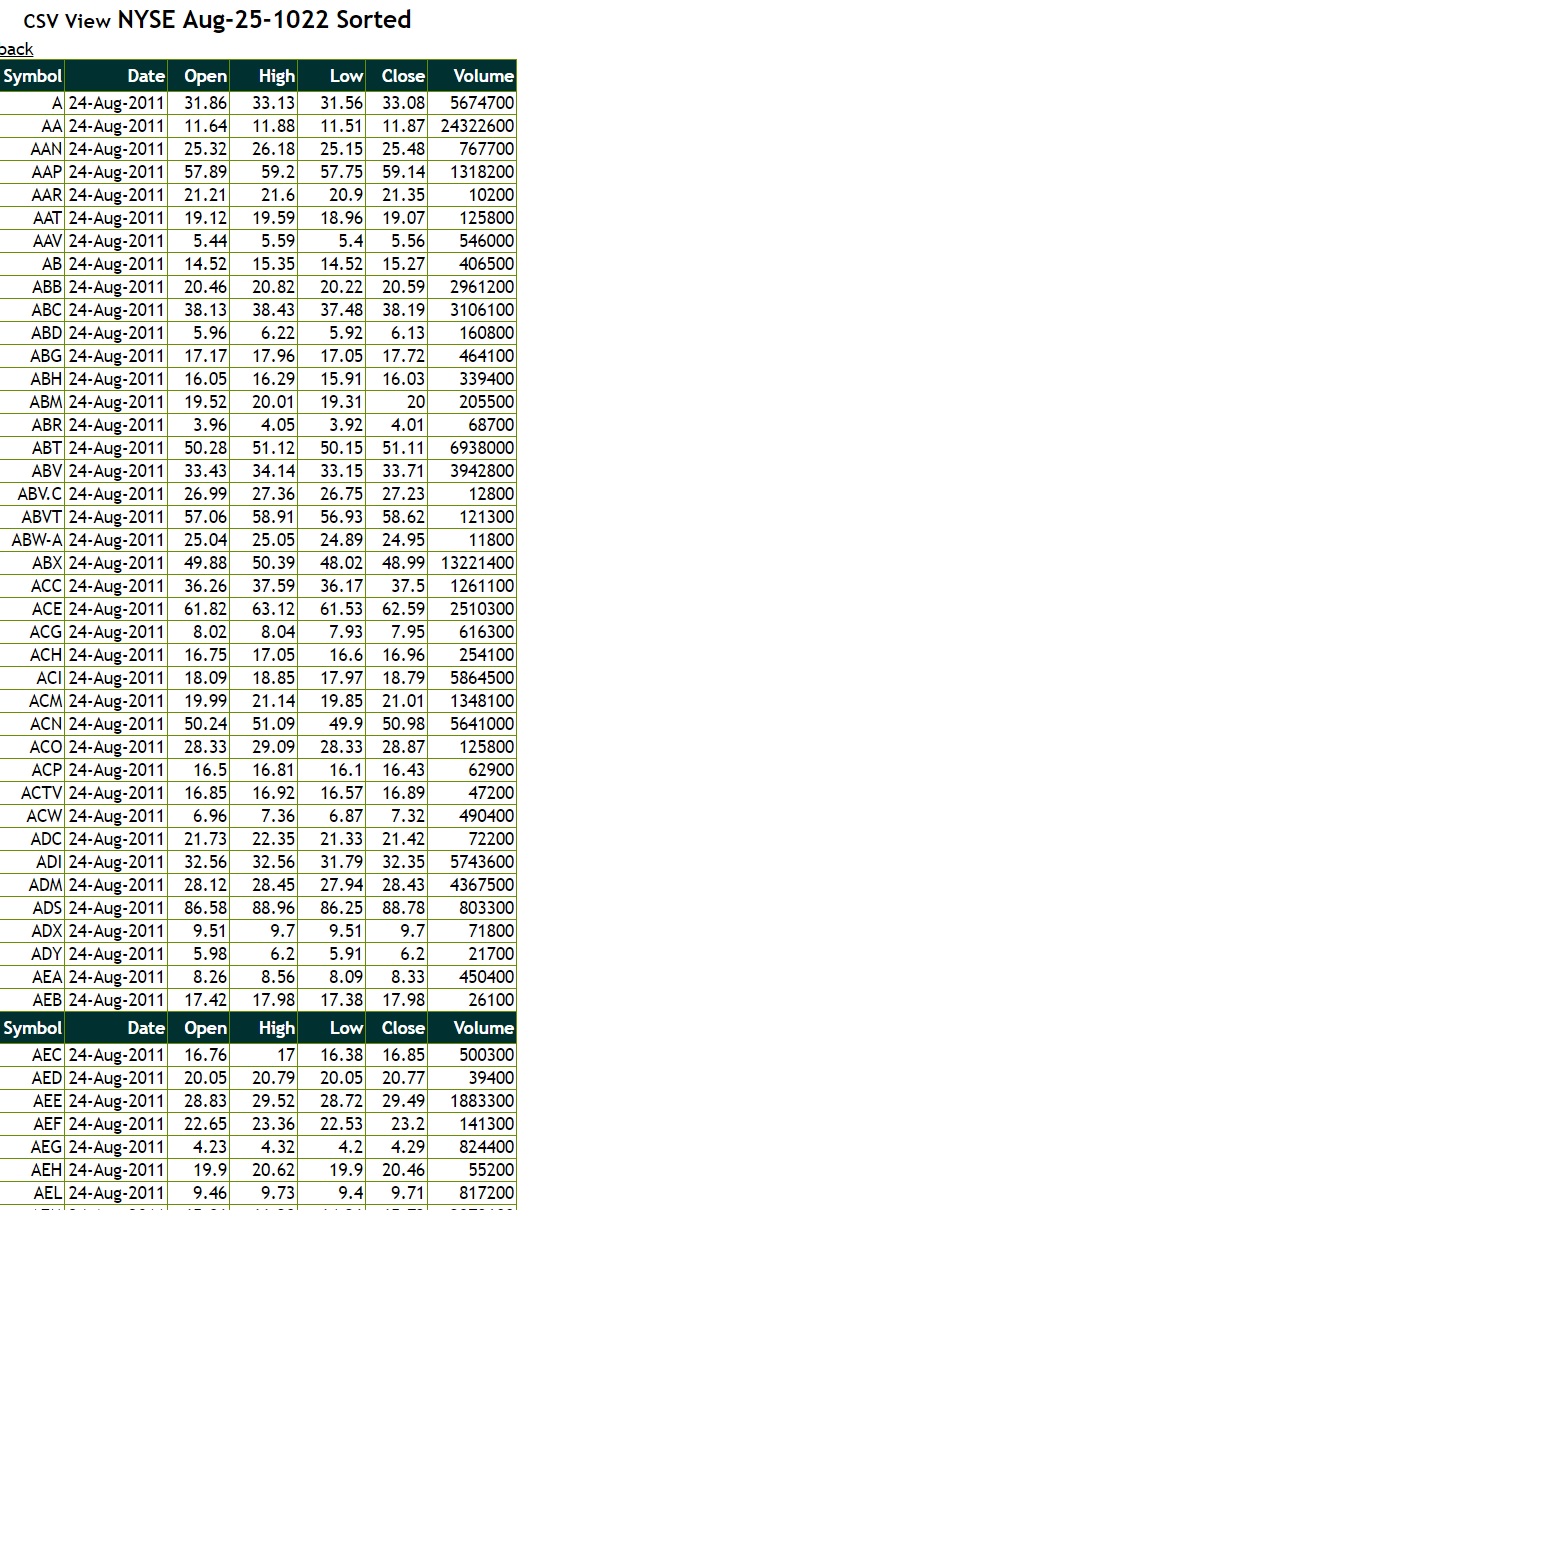 CSV View NYSE Aug-25-1022 Sorted
back
Symbol Date Open High Low Close Volume
A 24-Aug-2011 31.86 33.13 31.56 33.08 5674700
AA 24-Aug-2011 11.64 11.88 11.51 11.87 24322600
AAN 24-Aug-2011 25.32 26.18 25.15 25.48 767700
AAP 24-Aug-2011 57.89 59.2 57.75 59.14 1318200
AAR 24-Aug-2011 21.21 21.6 20.9 21.35 10200
AAT 24-Aug-2011 19.12 19.59 18.96 19.07 125800
AAV 24-Aug-2011 5.44 5.59 5.4 5.56 546000
AB 24-Aug-2011 14.52 15.35 14.52 15.27 406500
ABB 24-Aug-2011 20.46 20.82 20.22 20.59 2961200
ABC 24-Aug-2011 38.13 38.43 37.48 38.19 3106100
ABD 24-Aug-2011 5.96 6.22 5.92 6.13 160800
ABG 24-Aug-2011 17.17 17.96 17.05 17.72 464100
ABH 24-Aug-2011 16.05 16.29 15.91 16.03 339400
ABM 24-Aug-2011 19.52 20.01 19.31 20 205500
ABR 24-Aug-2011 3.96 4.05 3.92 4.01 68700
ABT 24-Aug-2011 50.28 51.12 50.15 51.11 6938000
ABV 24-Aug-2011 33.43 34.14 33.15 33.71 3942800
ABV.C 24-Aug-2011 26.99 27.36 26.75 27.23 12800
ABVT 24-Aug-2011 57.06 58.91 56.93 58.62 121300
ABW-A 24-Aug-2011 25.04 25.05 24.89 24.95 11800
ABX 24-Aug-2011 49.88 50.39 48.02 48.99 13221400
ACC 24-Aug-2011 36.26 37.59 36.17 37.5 1261100
ACE 24-Aug-2011 61.82 63.12 61.53 62.59 2510300
ACG 24-Aug-2011 8.02 8.04 7.93 7.95 616300
ACH 24-Aug-2011 16.75 17.05 16.6 16.96 254100
ACI 24-Aug-2011 18.09 18.85 17.97 18.79 5864500
ACM 24-Aug-2011 19.99 21.14 19.85 21.01 1348100
ACN 24-Aug-2011 50.24 51.09 49.9 50.98 5641000
ACO 24-Aug-2011 28.33 29.09 28.33 28.87 125800
ACP 24-Aug-2011 16.5 16.81 16.1 16.43 62900
ACTV 24-Aug-2011 16.85 16.92 16.57 16.89 47200
ACW 24-Aug-2011 6.96 7.36 6.87 7.32 490400
ADC 24-Aug-2011 21.73 22.35 21.33 21.42 72200
ADI 24-Aug-2011 32.56 32.56 31.79 32.35 5743600
ADM 24-Aug-2011 28.12 28.45 27.94 28.43 4367500
ADS 24-Aug-2011 86.58 88.96 86.25 88.78 803300
ADX 24-Aug-2011 9.51 9.7 9.51 9.7 71800
ADY 24-Aug-2011 5.98 6.2 5.91 6.2 21700
AEA 24-Aug-2011 8.26 8.56 8.09 8.33 450400
AEB 24-Aug-2011 17.42 17.98 17.38 17.98 26100
Symbol Date Open High Low Close Volume
AEC 24-Aug-2011 16.76 17 16.38 16.85 500300
AED 24-Aug-2011 20.05 20.79 20.05 20.77 39400
AEE 24-Aug-2011 28.83 29.52 28.72 29.49 1883300
AEF 24-Aug-2011 22.65 23.36 22.53 23.2 141300
AEG 24-Aug-2011 4.23 4.32 4.2 4.29 824400
AEH 24-Aug-2011 19.9 20.62 19.9 20.46 55200
AEL 24-Aug-2011 9.46 9.73 9.4 9.71 817200